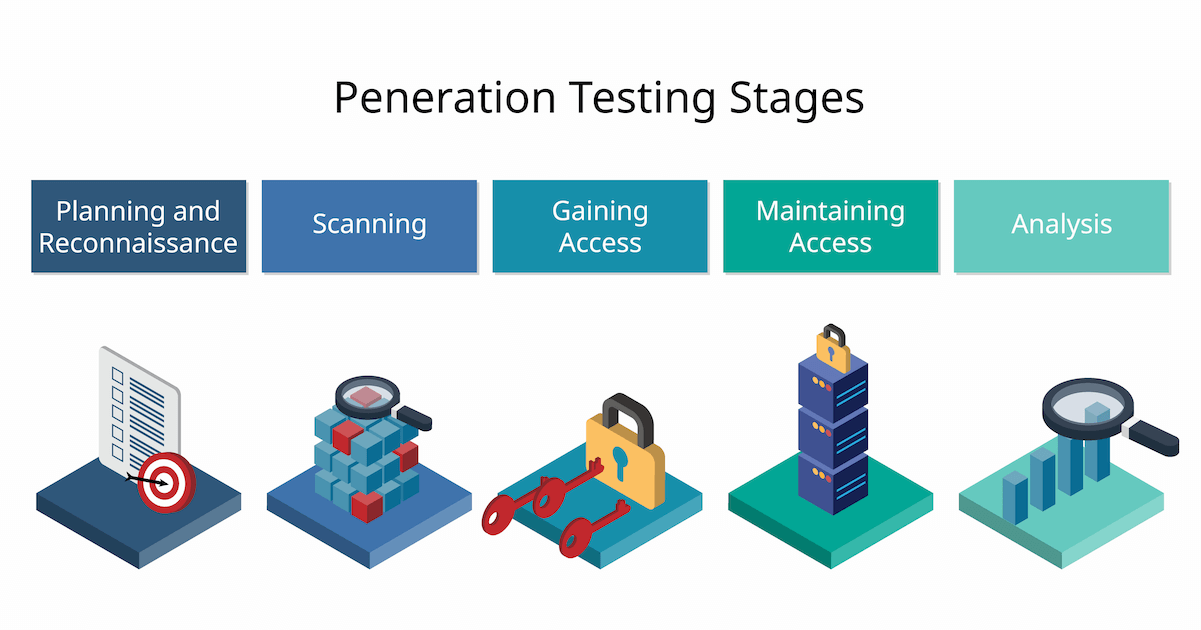 Peneration Testing Stages
Planning and
Reconnaissance
Scanning
Gaining
Access
Maintaining
Access
Analysis